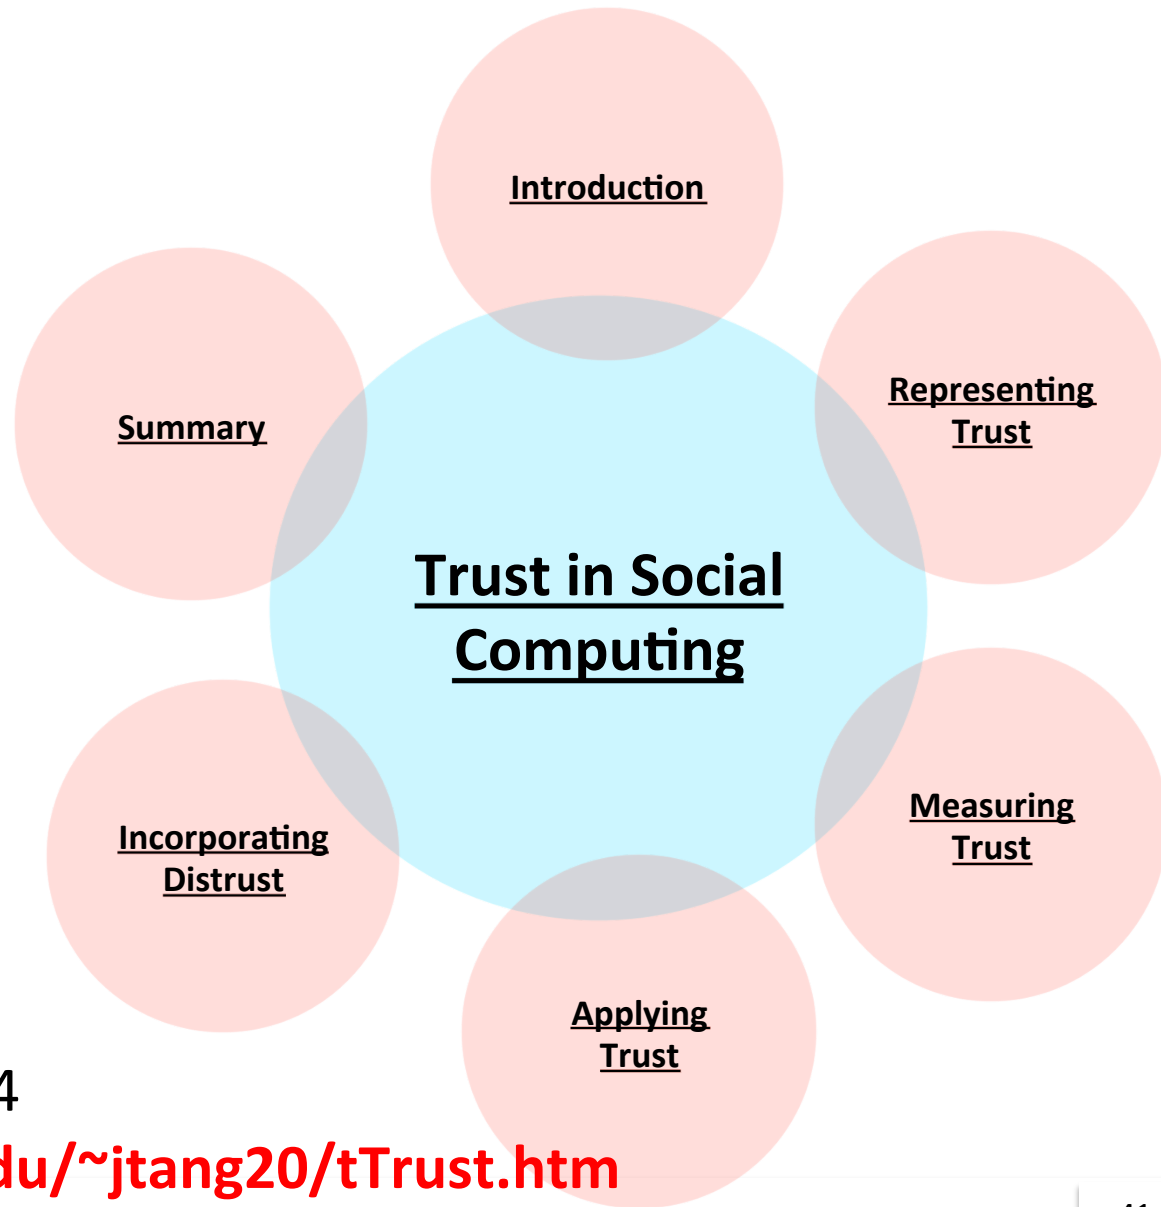 Introduction
Representing
Trust
Summary
Trust in Social
Computing
Measuring
Trust
Incorporating
Distrust
Applying
Trust
4
du/~jtang20/tTrust.htm